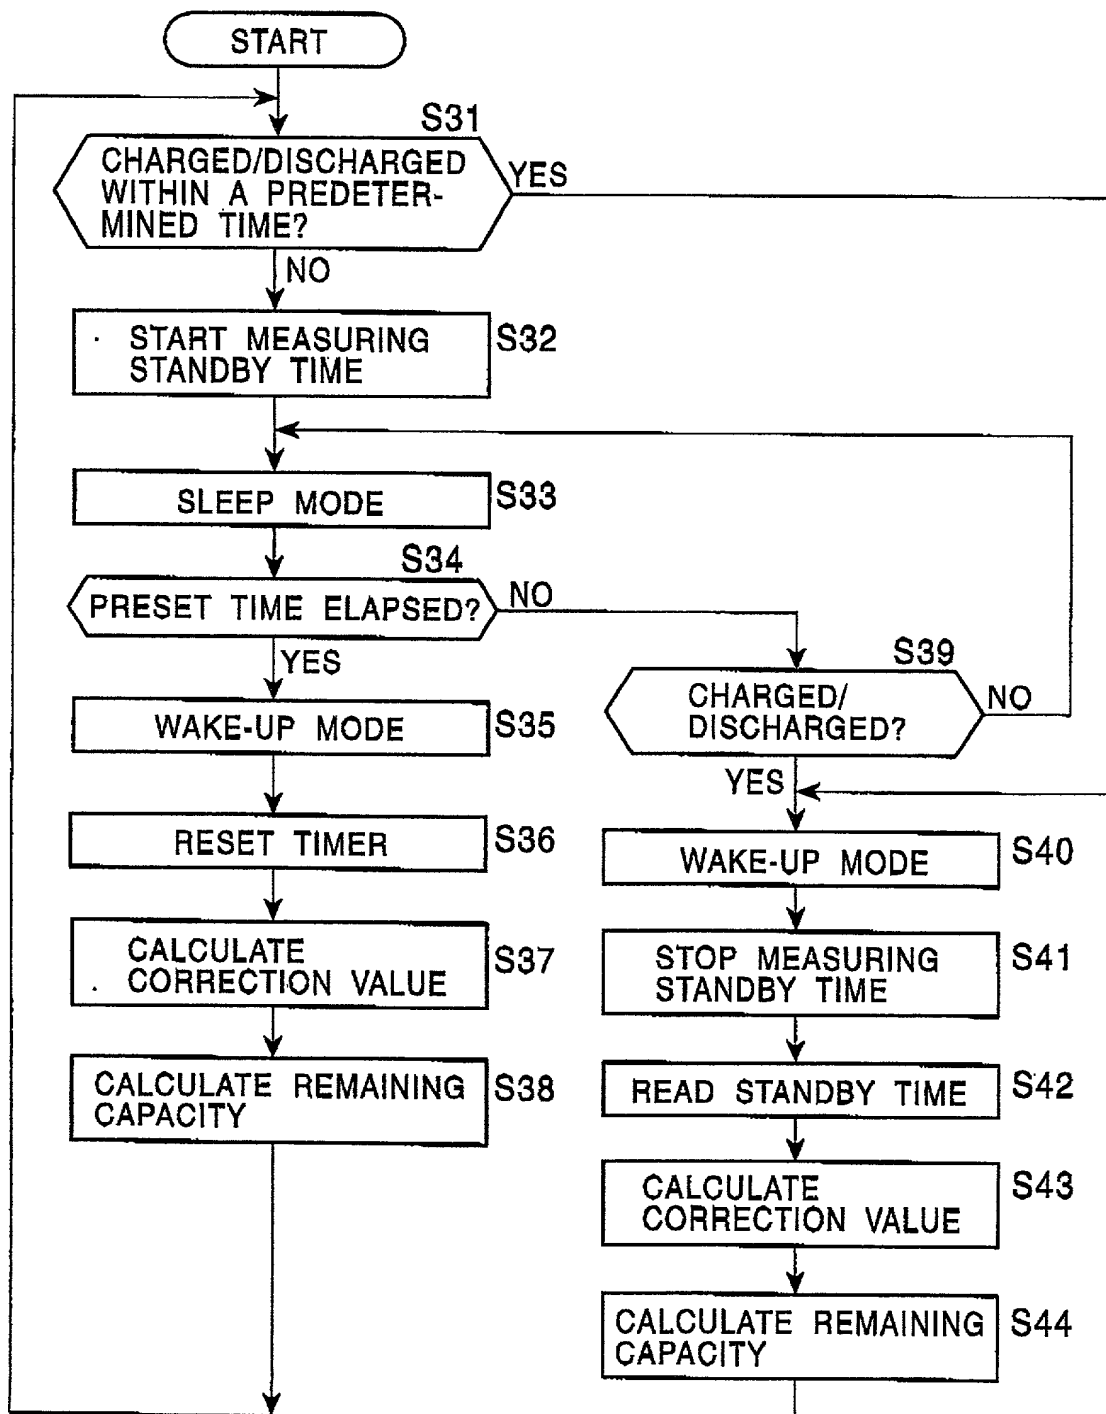 START
S31
CHARGED/DISCHARGED
WITHIN A PREDETER-
MINED TIME?
YES
NO
START MEASURING
STANDBY TIME
S32
SLEEP MODE
S33
S34
PRESET TIME ELAPSED?
NO
YES
S39
CHARGED/
DISCHARGED?
NO
YES
WAKE-UP MODE
S35
RESET TIMER
S36
CALCULATE
CORRECTION VALUE
S37
CALCULATE REMAINING
CAPACITY
S38
WAKE-UP MODE
S40
STOP MEASURING
STANDBY TIME
S41
READ STANDBY TIME
S42
CALCULATE
CORRECTION VALUE
S43
CALCULATE REMAINING
CAPACITY
S44